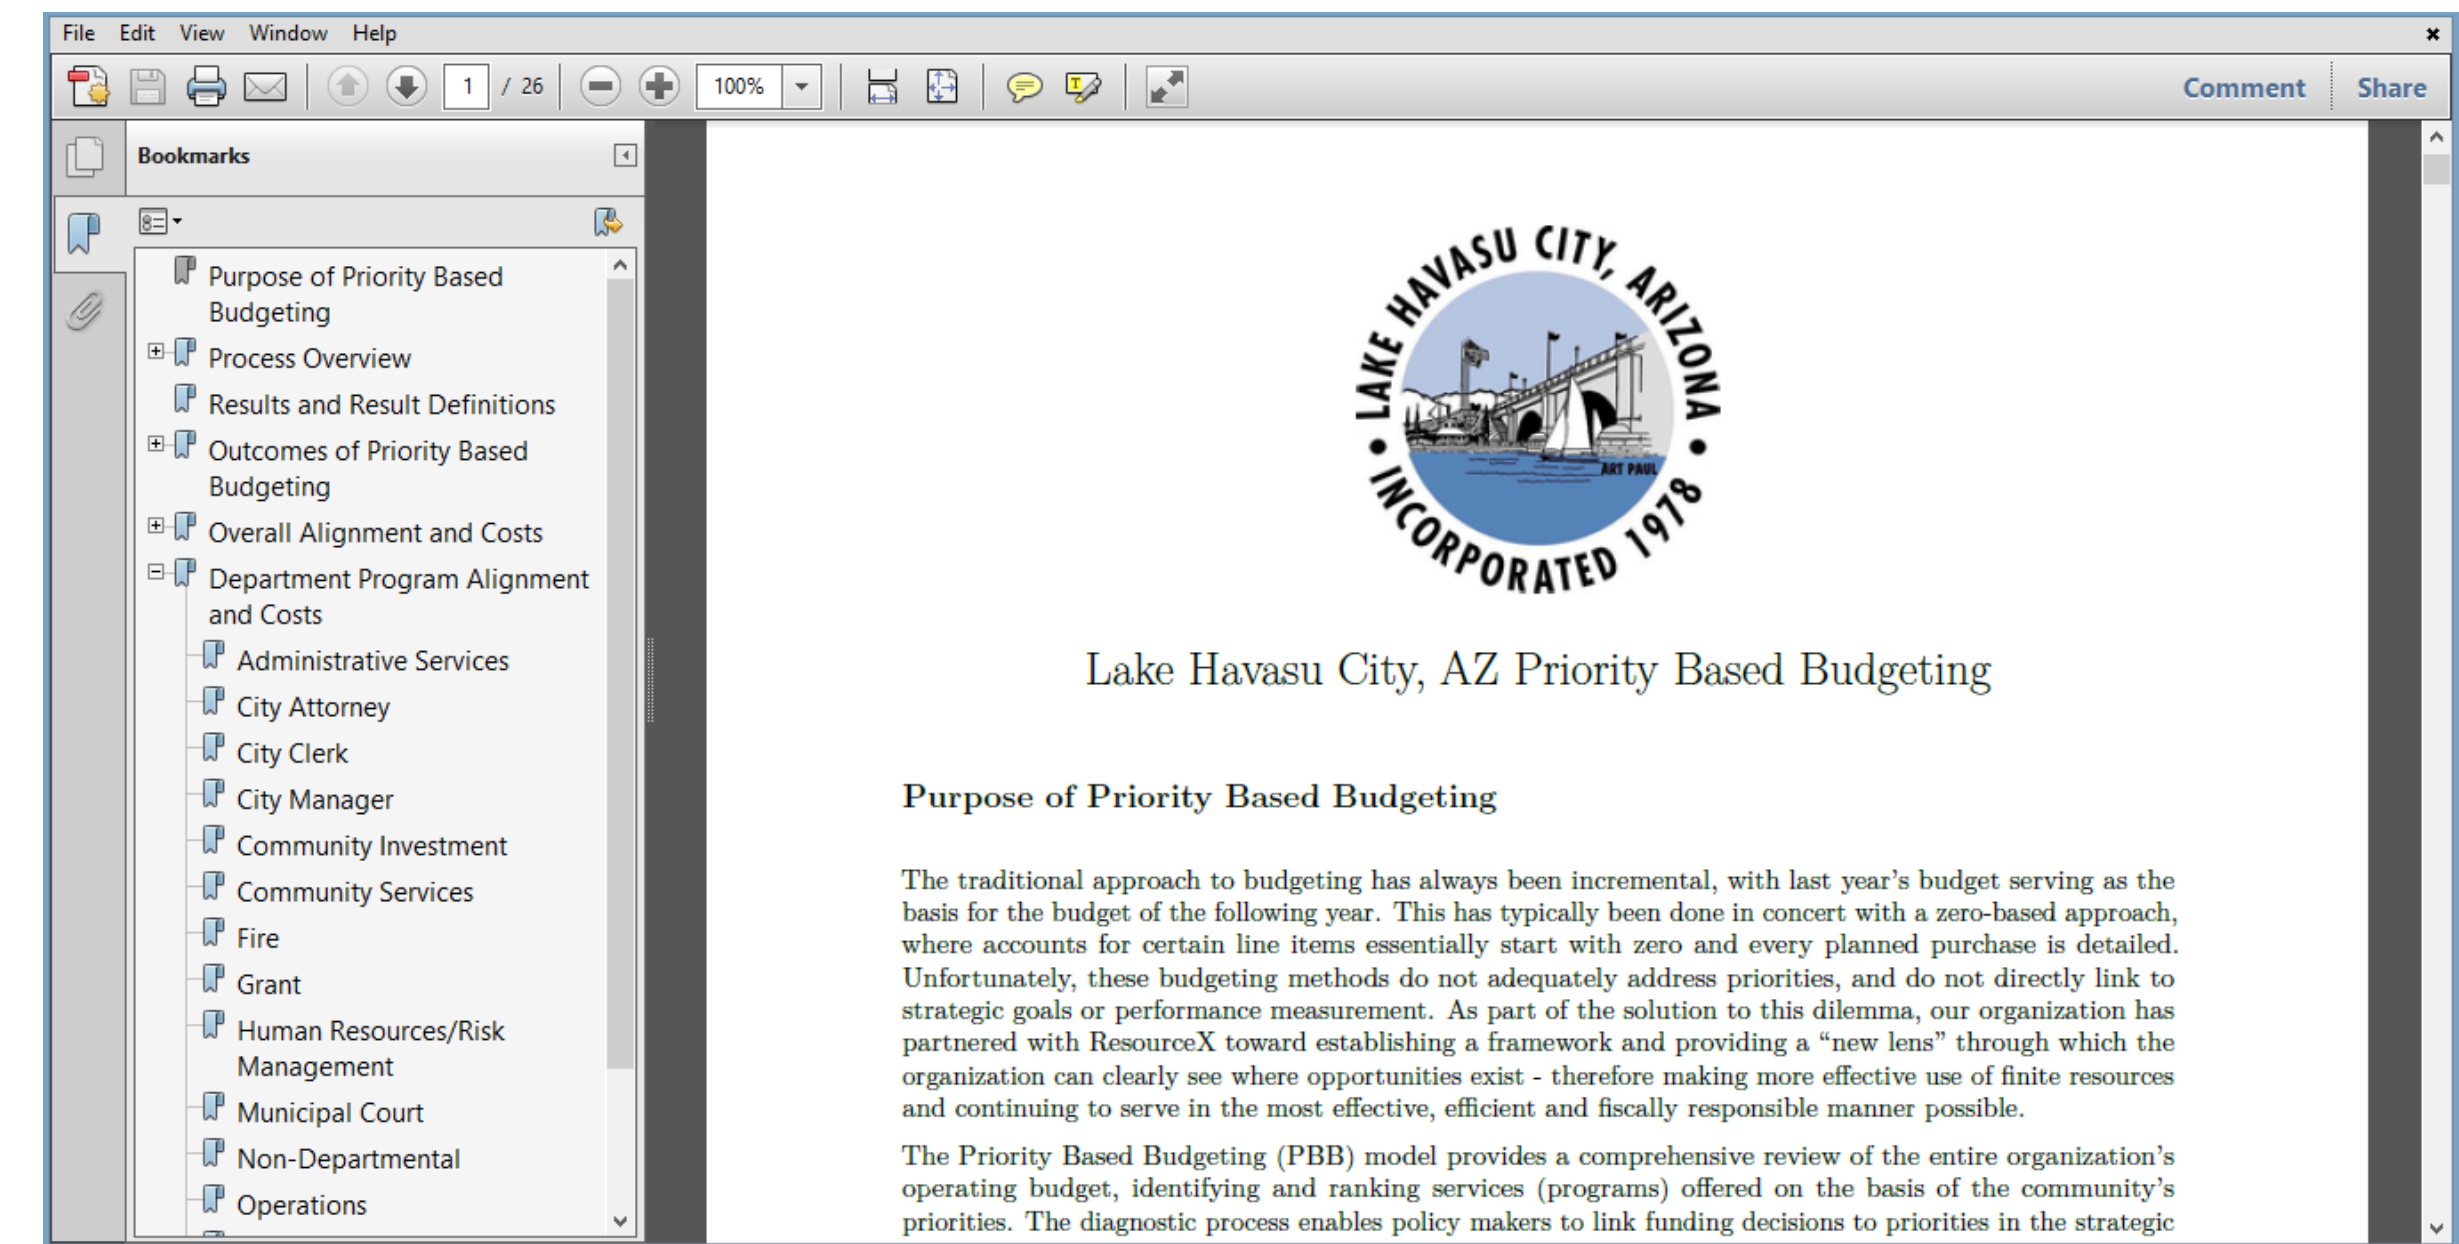 File Edit View Window Help
1 / 26 100% Comment Share
Bookmarks
Purpose of Priority Based
Budgeting
Process Overview
Results and Result Definitions
Outcomes of Priority Based
Budgeting
Overall Alignment and Costs
Department Program Alignment
and Costs
Administrative Services
City Attorney
City Clerk
City Manager
Community Investment
Community Services
Fire
Grant
Human Resources/Risk
Management
Municipal Court
Non-Departmental
Operations
LAKE HAVASU CITY, ARIZONA
ART PAUL
• INCORPORATED 1978 •
Lake Havasu City, AZ Priority Based Budgeting
Purpose of Priority Based Budgeting
The traditional approach to budgeting has always been incremental, with last year's budget serving as the
basis for the budget of the following year. This has typically been done in concert with a zero-based approach,
where accounts for certain line items essentially start with zero and every planned purchase is detailed.
Unfortunately, these budgeting methods do not adequately address priorities, and do not directly link to
strategic goals or performance measurement. As part of the solution to this dilemma, our organization has
partnered with ResourceX toward establishing a framework and providing a “new lens” through which the
organization can clearly see where opportunities exist - therefore making more effective use of finite resources
and continuing to serve in the most effective, efficient and fiscally responsible manner possible.
The Priority Based Budgeting (PBB) model provides a comprehensive review of the entire organization's
operating budget, identifying and ranking services (programs) offered on the basis of the community's
priorities. The diagnostic process enables policy makers to link funding decisions to priorities in the strategic